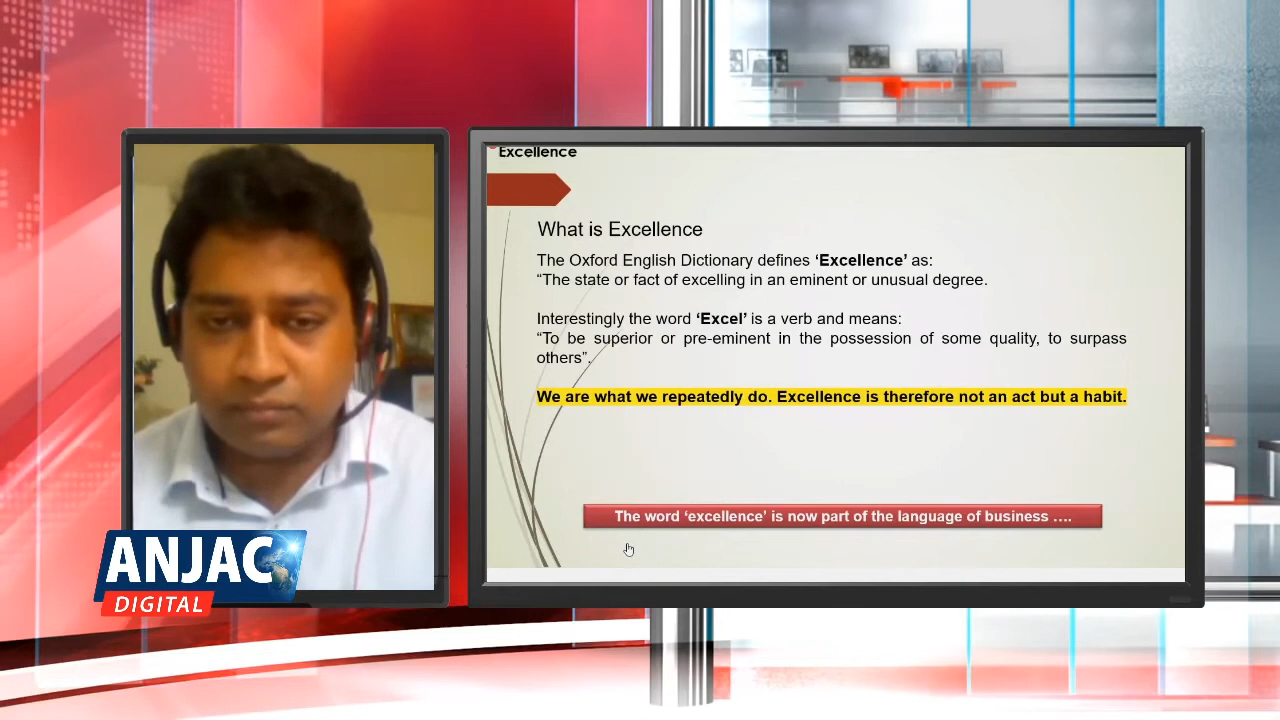 Excellence
What is Excellence
The Oxford English Dictionary defines ‘Excellence’ as:
“The state or fact of excelling in an eminent or unusual degree.
Interestingly the word ‘Excel’ is a verb and means:
“To be superior or pre-eminent in the possession of some quality, to surpass
others”.
We are what we repeatedly do. Excellence is therefore not an act but a habit.
The word ‘excellence’ is now part of the language of business ....
ANJAC
DIGITAL